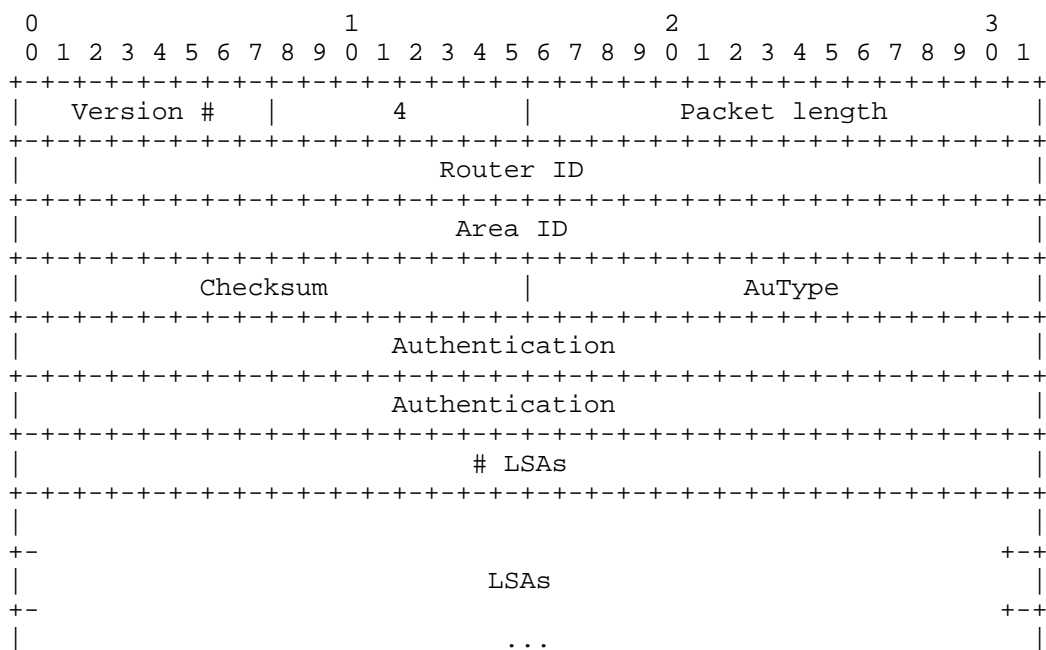 0                   1                   2                   3
 0 1 2 3 4 5 6 7 8 9 0 1 2 3 4 5 6 7 8 9 0 1 2 3 4 5 6 7 8 9 0 1
+-+-+-+-+-+-+-+-+-+-+-+-+-+-+-+-+-+-+-+-+-+-+-+-+-+-+-+-+-+-+-+-+
|   Version #   |       4       |         Packet length         |
+-+-+-+-+-+-+-+-+-+-+-+-+-+-+-+-+-+-+-+-+-+-+-+-+-+-+-+-+-+-+-+-+
|                          Router ID                            |
+-+-+-+-+-+-+-+-+-+-+-+-+-+-+-+-+-+-+-+-+-+-+-+-+-+-+-+-+-+-+-+-+
|                           Area ID                             |
+-+-+-+-+-+-+-+-+-+-+-+-+-+-+-+-+-+-+-+-+-+-+-+-+-+-+-+-+-+-+-+-+
|           Checksum            |             AuType            |
+-+-+-+-+-+-+-+-+-+-+-+-+-+-+-+-+-+-+-+-+-+-+-+-+-+-+-+-+-+-+-+-+
|                       Authentication                          |
+-+-+-+-+-+-+-+-+-+-+-+-+-+-+-+-+-+-+-+-+-+-+-+-+-+-+-+-+-+-+-+-+
|                       Authentication                          |
+-+-+-+-+-+-+-+-+-+-+-+-+-+-+-+-+-+-+-+-+-+-+-+-+-+-+-+-+-+-+-+-+
|                            # LSAs                             |
+-+-+-+-+-+-+-+-+-+-+-+-+-+-+-+-+-+-+-+-+-+-+-+-+-+-+-+-+-+-+-+-+
|                                                               |
+-                                                            +-+
|                             LSAs                              |
+-                                                            +-+
|                              ...                              |